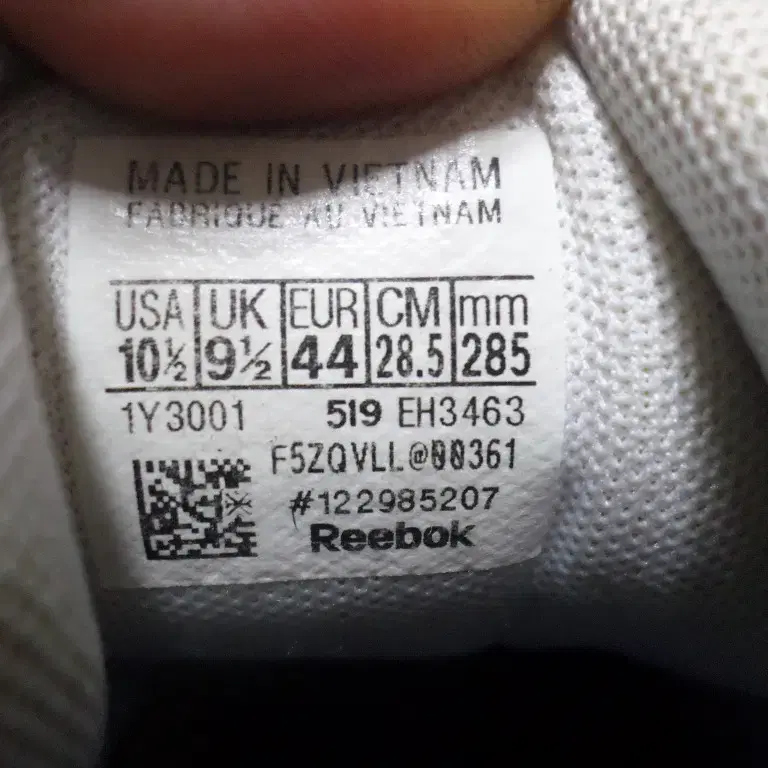 MADE IN VIETNAM
FABRIQUE AU VIETNAM
USA UK EUR CM mm
10½ 9½ 44 28.5 285
1Y3001 519 EH3463
F5ZQVLL@00361
#122985207
Reebok